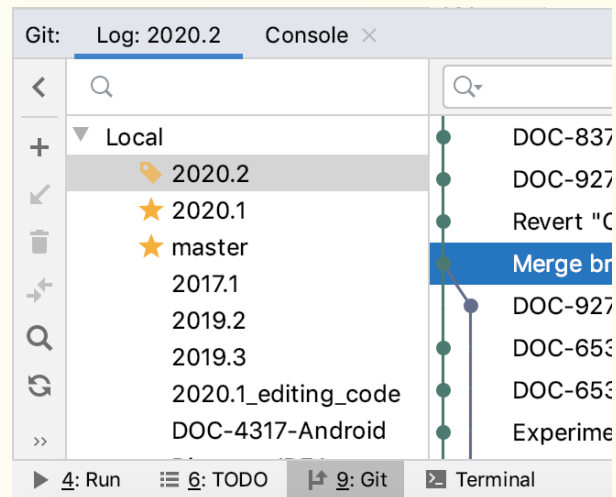 Git: Log: 2020.2 Console
Local
2020.2
2020.1
master
2017.1
2019.2
2019.3
2020.1_editing_code
DOC-4317-Android
DOC-837
DOC-927
Revert "C
Merge br
DOC-927
DOC-653
DOC-653
Experime
4: Run 6: TODO 9: Git Terminal